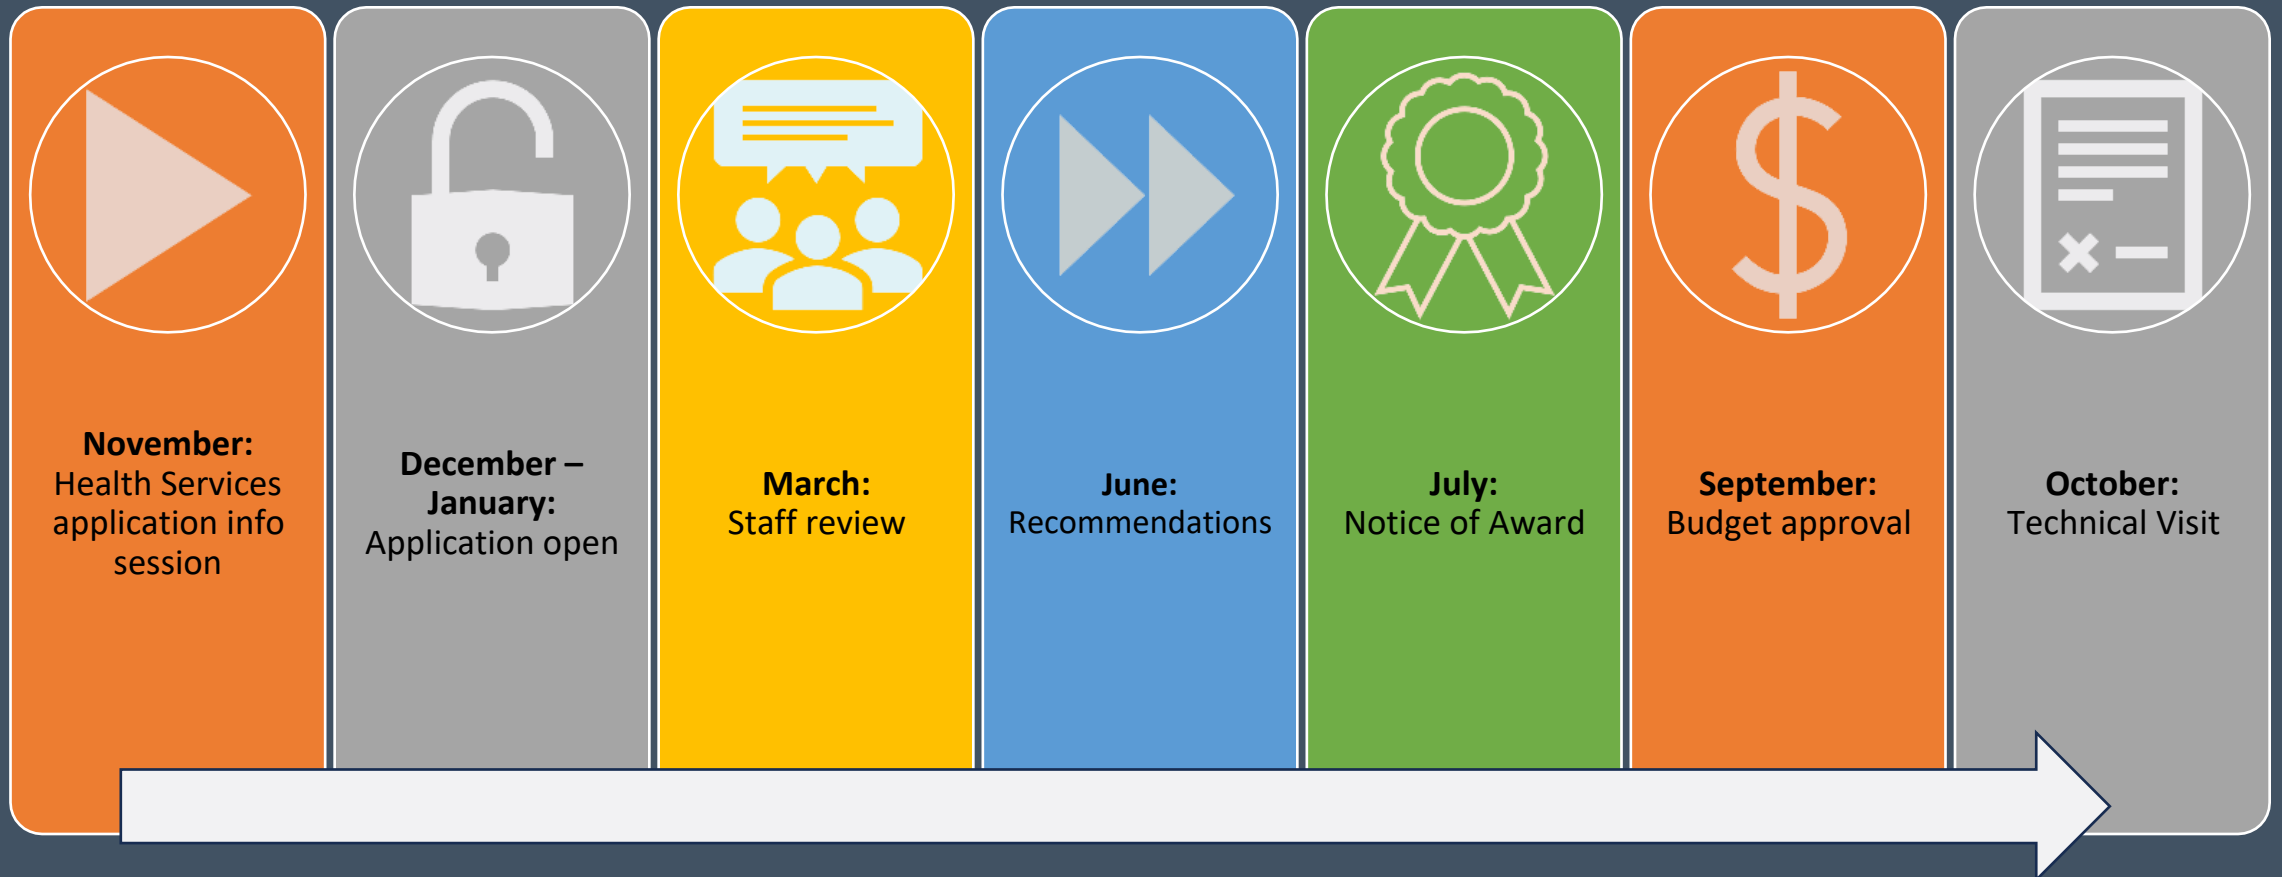 November:
Health Services
application info
session
December –
January:
Application open
March:
Staff review
June:
Recommendations
July:
Notice of Award
September:
Budget approval
October:
Technical Visit